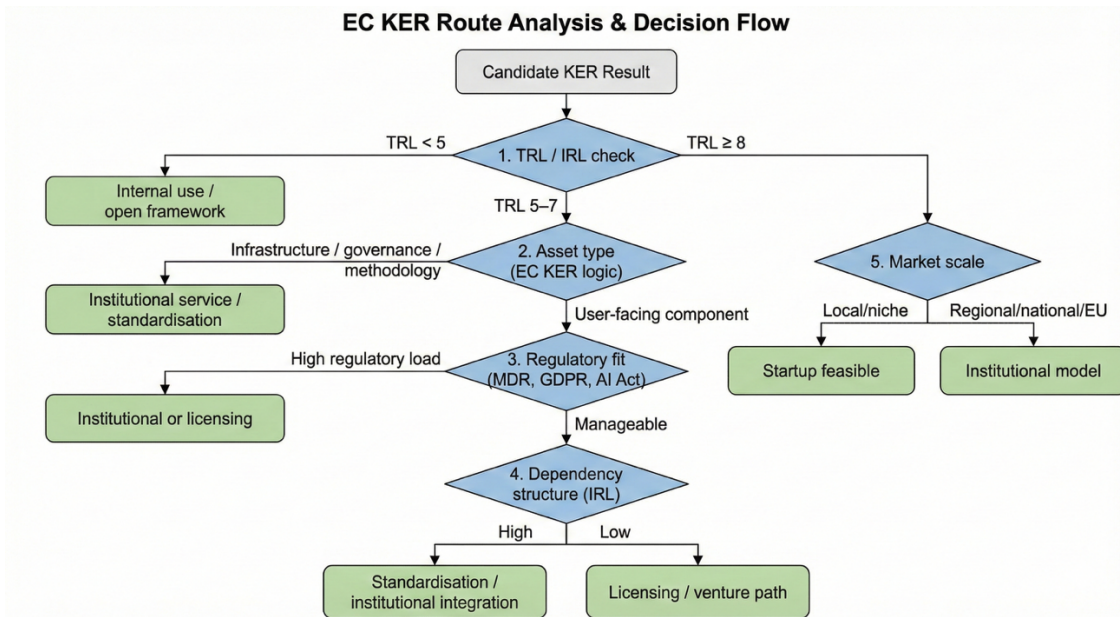 EC KER Route Analysis & Decision Flow
Candidate KER Result
TRL < 5
1. TRL / IRL check
TRL ≥ 8
Internal use /
open framework
TRL 5–7
Infrastructure / governance /
methodology
2. Asset type
(EC KER logic)
5. Market scale
Institutional service /
standardisation
User-facing component
Local/niche
Regional/national/EU
High regulatory load
3. Regulatory fit
(MDR, GDPR, AI Act)
Startup feasible
Institutional model
Institutional or licensing
Manageable
4. Dependency
structure (IRL)
High
Low
Standardisation /
institutional integration
Licensing / venture path